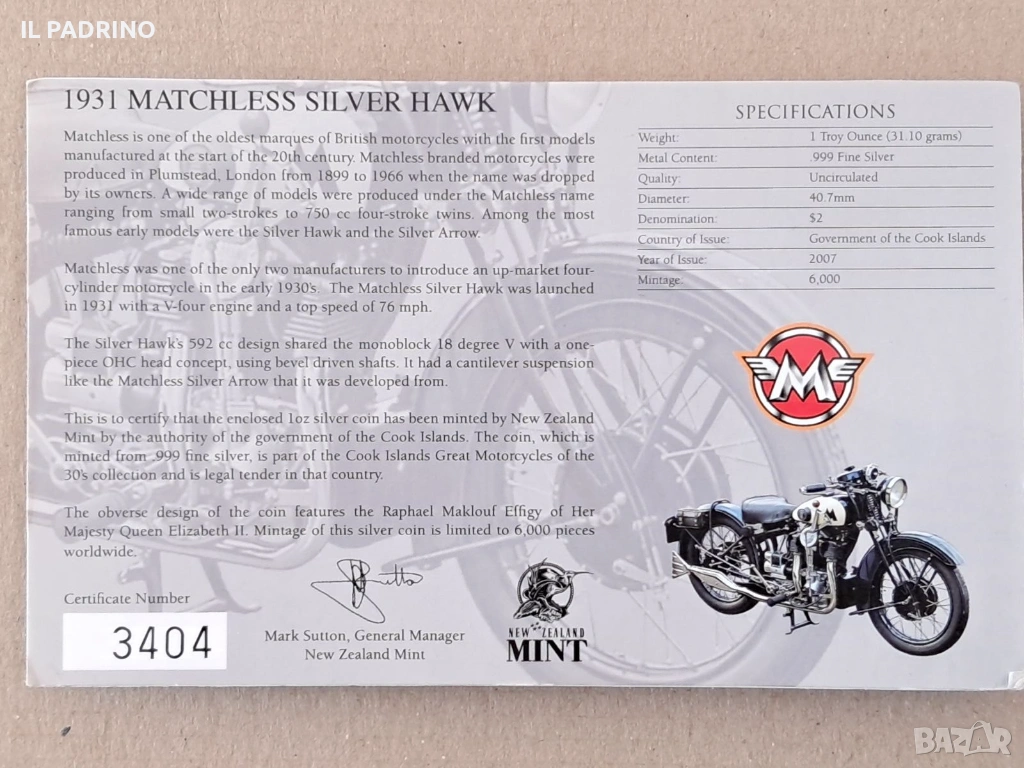 IL PADRINO
1931 MATCHLESS SILVER HAWK
Matchless is one of the oldest marques of British motorcycles with the first models
manufactured at the start of the 20th century. Matchless branded motorcycles were
produced in Plumstead, London from 1899 to 1966 when the name was dropped
by its owners. A wide range of models were produced under the Matchless name
ranging from small two-strokes to 750 cc four-stroke twins. Among the most
famous early models were the Silver Hawk and the Silver Arrow.
Matchless was one of the only two manufacturers to introduce an up-market four-
cylinder motorcycle in the early 1930's. The Matchless Silver Hawk was launched
in 1931 with a V-four engine and a top speed of 76 mph.
The Silver Hawk's 592 cc design shared the monoblock 18 degree V with a one-
piece OHC head concept, using bevel driven shafts. It had a cantilever suspension
like the Matchless Silver Arrow that it was developed from.
This is to certify that the enclosed 1oz silver coin has been minted by New Zealand
Mint by the authority of the government of the Cook Islands. The coin, which is
minted from .999 fine silver, is part of the Cook Islands Great Motorcycles of the
30's collection and is legal tender in that country.
The obverse design of the coin features the Raphael Maklouf Effigy of Her
Majesty Queen Elizabeth II. Mintage of this silver coin is limited to 6,000 pieces
worldwide.
Certificate Number
3404
Mark Sutton, General Manager
New Zealand Mint
NEW ZEALAND
MINT
SPECIFICATIONS
Weight: 1 Troy Ounce (31.10 grams)
Metal Content: .999 Fine Silver
Quality: Uncirculated
Diameter: 40.7mm
Denomination: $2
Country of Issue: Government of the Cook Islands
Year of Issue: 2007
Mintage: 6,000
M
BAZAR